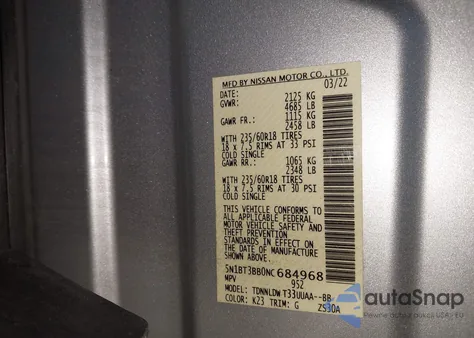 MFD BY NISSAN MOTOR CO., LTD.
DATE: 03/22
GVWR: 2125 KG
4685 LB
GAWR FR.: 1115 KG
2458 LB
WITH 235/60R18 TIRES
18 x 7.5 RIMS AT 33 PSI
COLD SINGLE
GAWR RR.: 1065 KG
2348 LB
WITH 235/60R18 TIRES
18 x 7.5 RIMS AT 30 PSI
COLD SINGLE
THIS VEHICLE CONFORMS TO
ALL APPLICABLE FEDERAL
MOTOR VEHICLE SAFETY AND
THEFT PREVENTION
STANDARDS IN EFFECT ON
THE DATE OF MANUFACTURE
SHOWN ABOVE
5N1BT3BB0NC684968
MPV 9S2
MODEL: TDNNLDW T33UUAA--BB
COLOR: K23 TRIM: G ZS30A
autaSnap